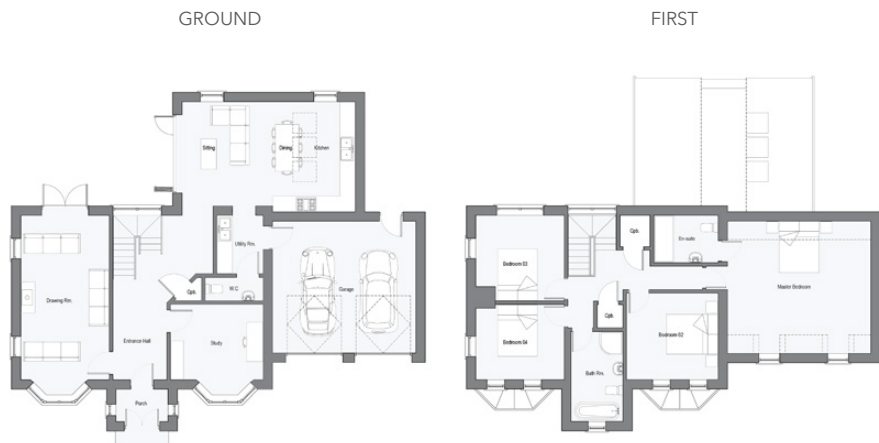 GROUND
FIRST
Sitting
Dining
Kitchen
Utility Rm.
Garage
Drawing Rm.
Cpb.
W.C
Entrance Hall
Study
Porch
Bedroom 03
Cpb.
En-suite
Master Bedroom
Bedroom 04
Cpb.
Bedroom 02
Bath Rm.